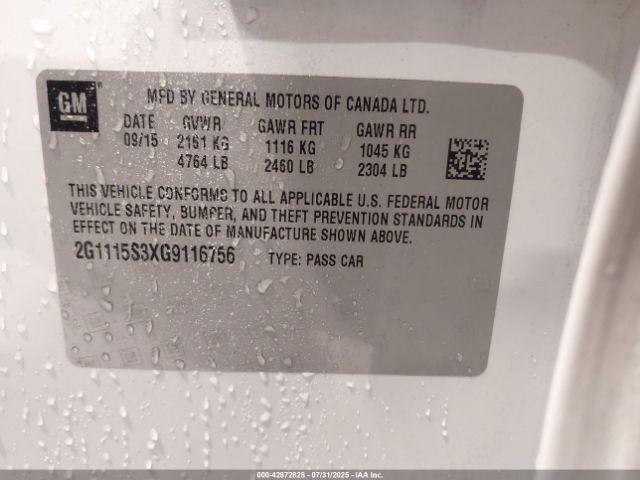 GM
MFD BY GENERAL MOTORS OF CANADA LTD.
DATE GVWR GAWR FRT GAWR RR
09/15 2161 KG 1116 KG 1045 KG
4764 LB 2460 LB 2304 LB
THIS VEHICLE CONFORMS TO ALL APPLICABLE U.S. FEDERAL MOTOR
VEHICLE SAFETY, BUMPER, AND THEFT PREVENTION STANDARDS IN
EFFECT ON THE DATE OF MANUFACTURE SHOWN ABOVE.
2G1115S3XG9116756 TYPE: PASS CAR
000-42872828 - 07/31/2025 - IAA Inc.